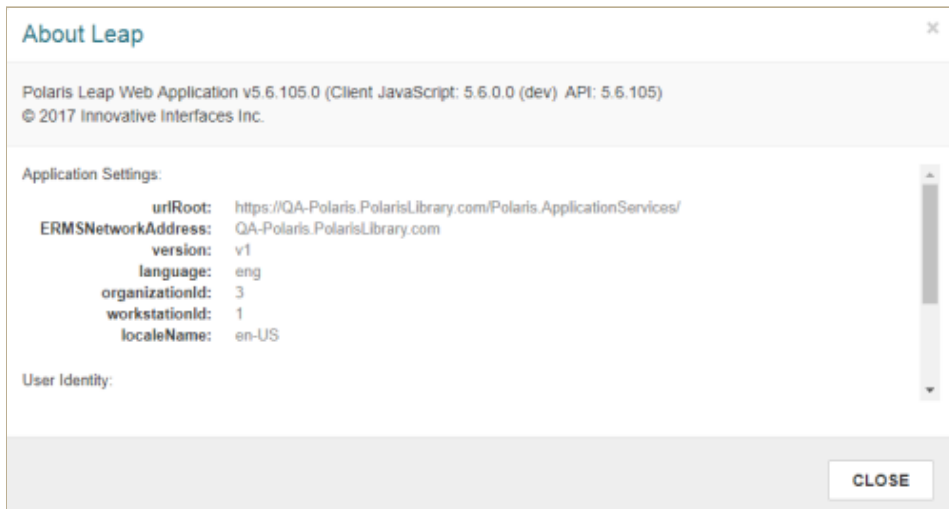 About Leap
×
Polaris Leap Web Application v5.6.105.0 (Client JavaScript: 5.6.0.0 (dev) API: 5.6.105)
© 2017 Innovative Interfaces Inc.
Application Settings:
urlRoot: https://QA-Polaris.PolarisLibrary.com/Polaris.ApplicationServices/
ERMSNetworkAddress: QA-Polaris.PolarisLibrary.com
version: v1
language: eng
organizationId: 3
workstationId: 1
localeName: en-US
User Identity:
CLOSE